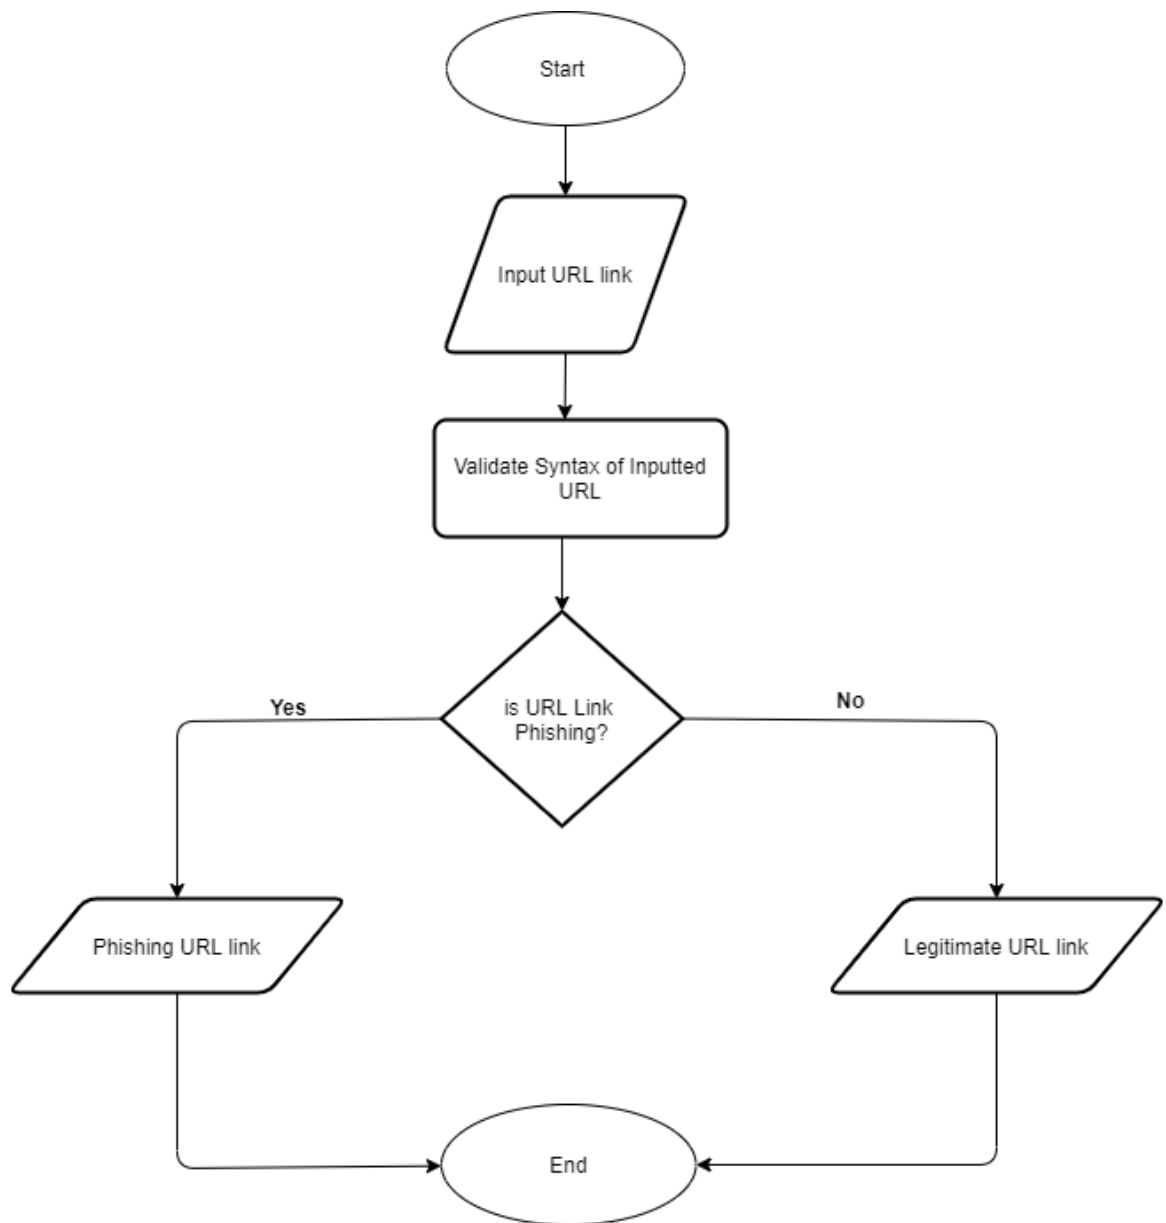 Start
Input URL link
Validate Syntax of Inputted
URL
is URL Link
Phishing?
Yes
No
Phishing URL link
Legitimate URL link
End